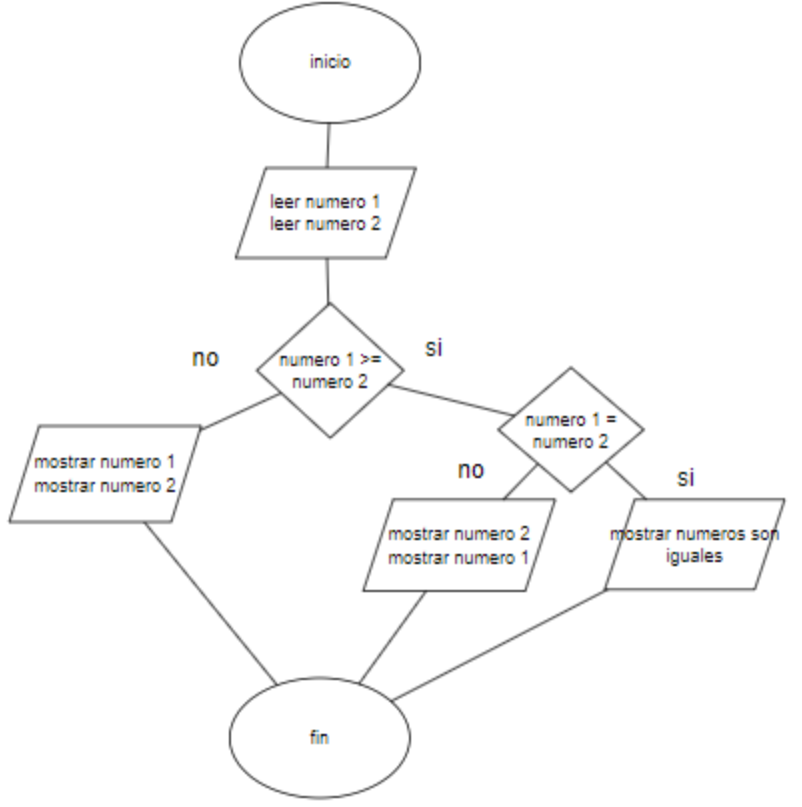 inicio
leer numero 1
leer numero 2
no
si
numero 1 >=
numero 2
numero 1 =
numero 2
mostrar numero 1
mostrar numero 2
no
si
mostrar numero 2
mostrar numero 1
mostrar numeros son
iguales
fin